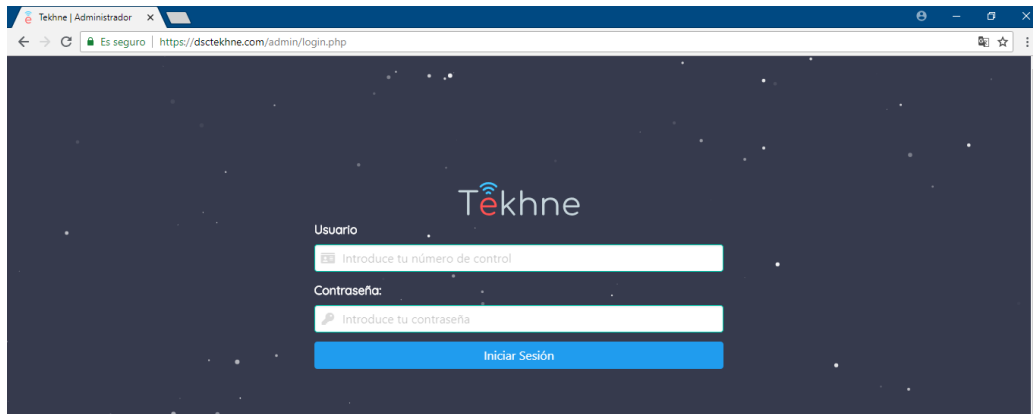 Tekhne | Administrador
Es seguro | https://dsctekhne.com/admin/login.php
Tekhne
Usuario
Introduce tu número de control
Contraseña:
Introduce tu contraseña
Iniciar Sesión